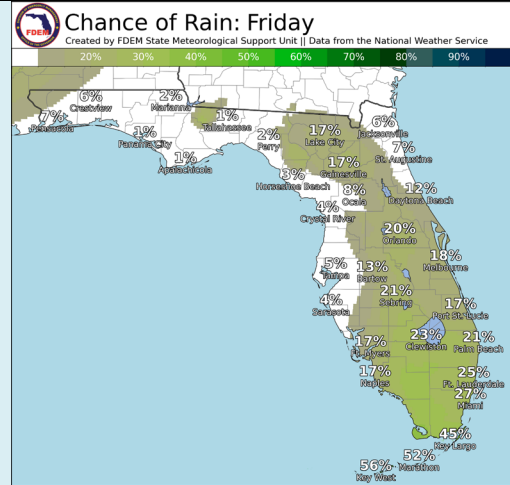 Chance of Rain: Friday
FDEM
Created by FDEM State Meteorological Support Unit || Data from the National Weather Service
20% 30% 40% 50% 60% 70% 80% 90%
6%
Crestview
2%
Marianna
7%
Pensacola
1%
Tallahassee
1%
Panama City
2%
Perry
17%
Lake City
6%
Jacksonville
1%
Apalachicola
7%
St. Augustine
17%
Gainesville
3%
Horseshoe Beach
8%
Ocala
12%
Daytona Beach
4%
Crystal River
20%
Orlando
18%
Melbourne
5%
Tampa
13%
Bartow
21%
Sebring
4%
Sarasota
17%
Port St. Lucie
23%
Clewiston
21%
Palm Beach
17%
Ft. Myers
17%
Naples
25%
Ft. Lauderdale
27%
Miami
45%
Key Largo
52%
Marathon
56%
Key West